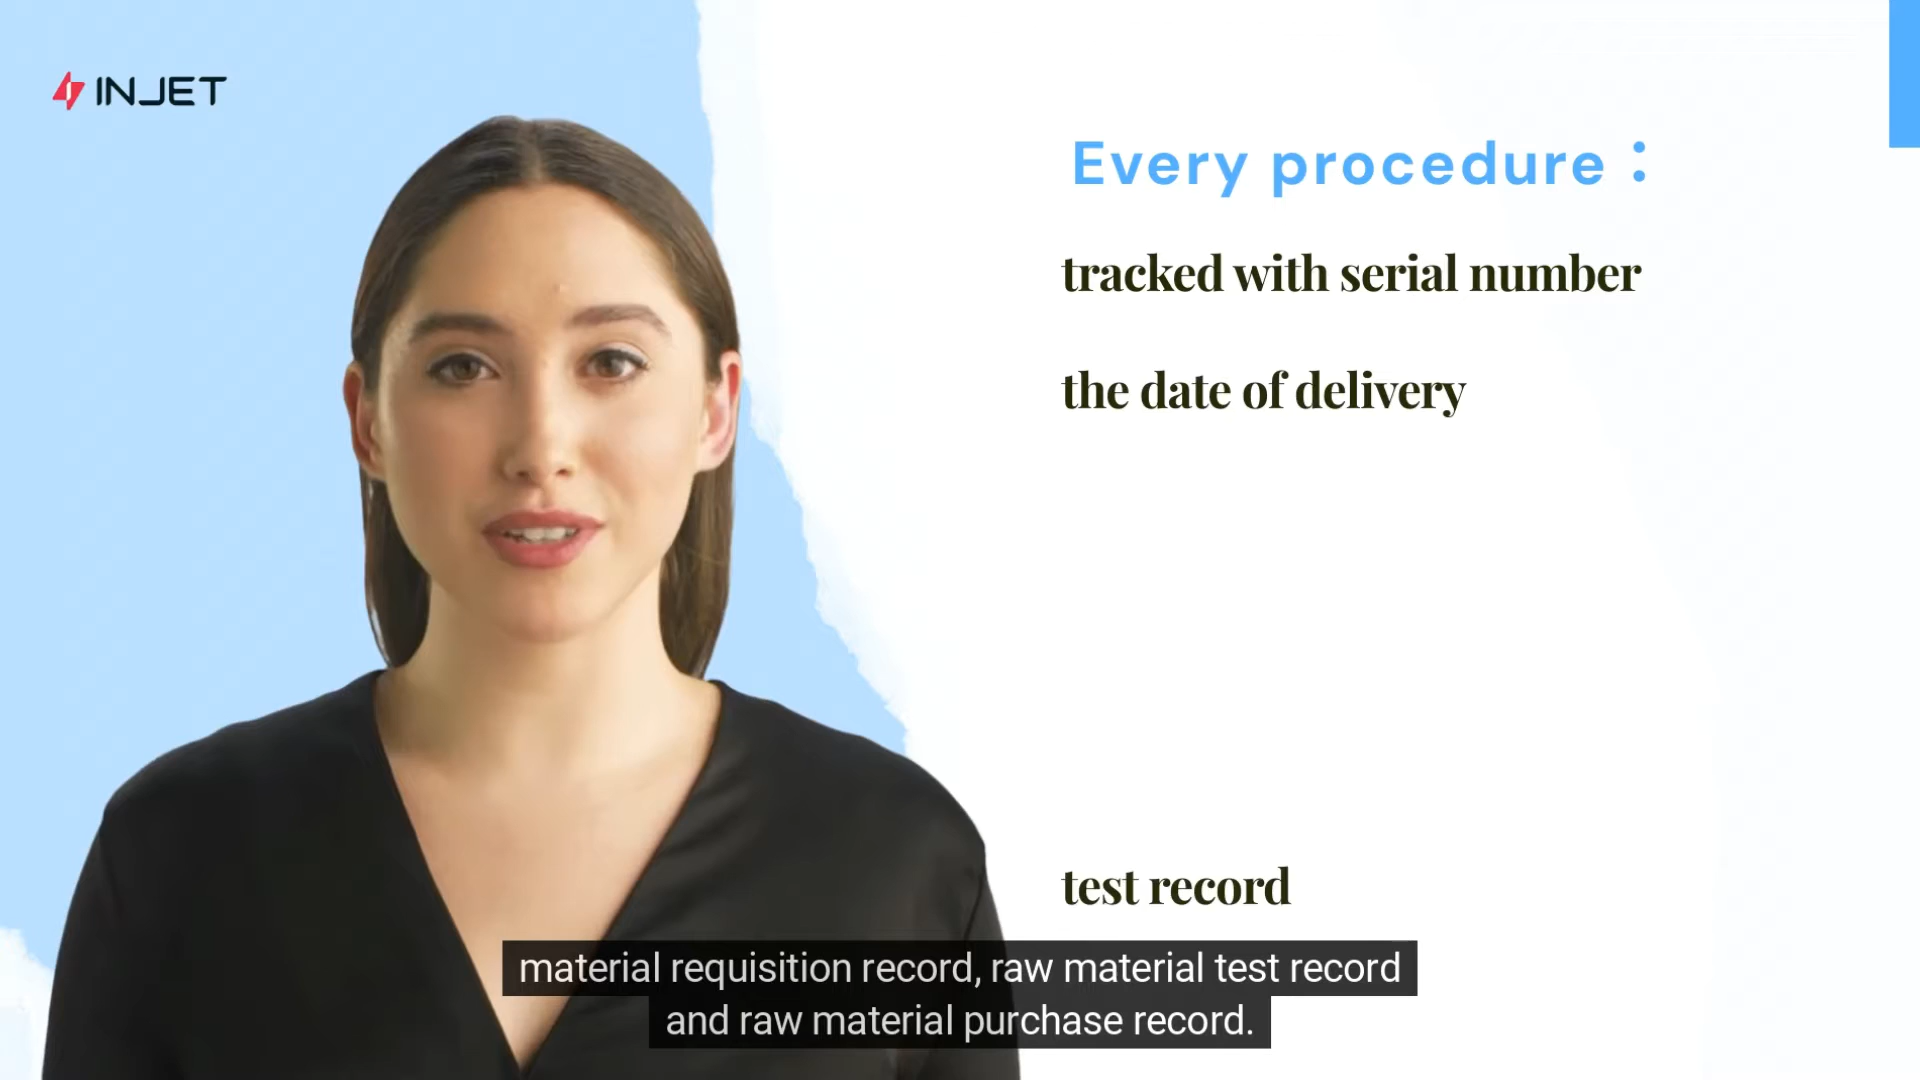 INJET
Every procedure：
tracked with serial number
the date of delivery
test record
material requisition record, raw material test record
and raw material purchase record.